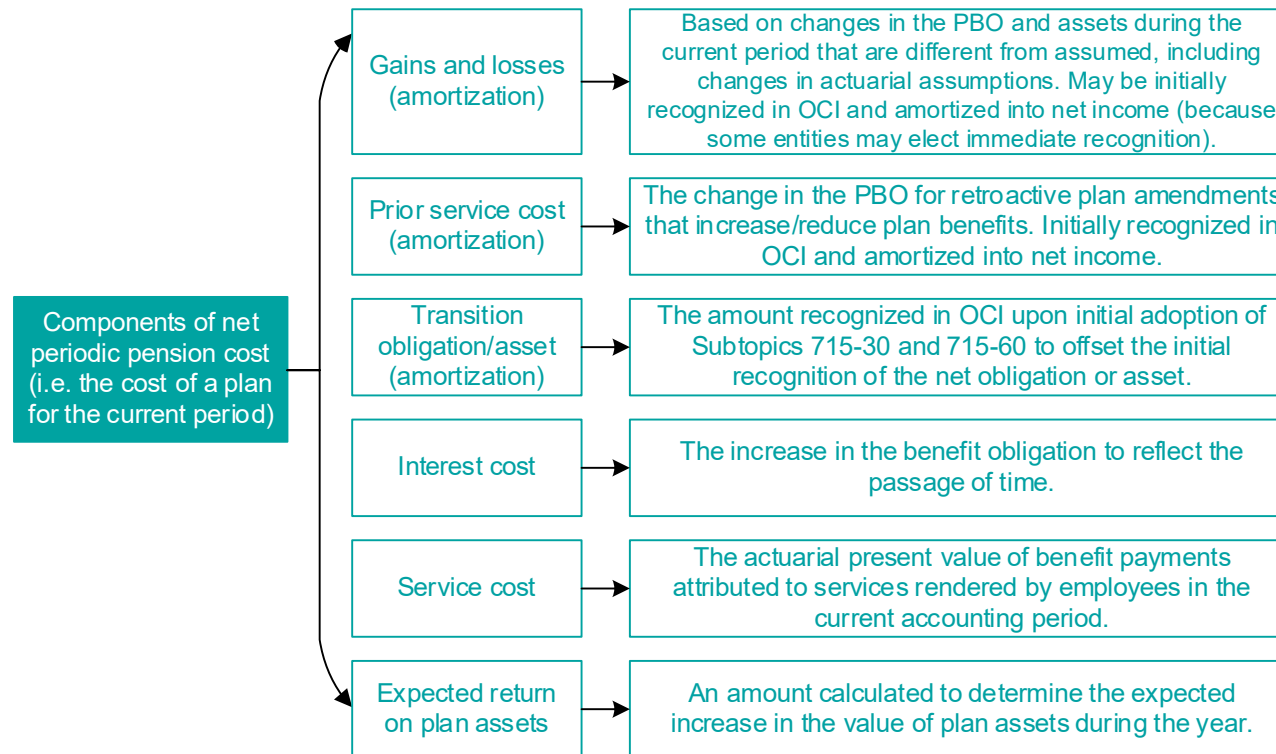 Components of net
periodic pension cost
(i.e. the cost of a plan
for the current period)
Gains and losses
(amortization)
Based on changes in the PBO and assets during the
current period that are different from assumed, including
changes in actuarial assumptions. May be initially
recognized in OCI and amortized into net income (because
some entities may elect immediate recognition).
Prior service cost
(amortization)
The change in the PBO for retroactive plan amendments
that increase/reduce plan benefits. Initially recognized in
OCI and amortized into net income.
Transition
obligation/asset
(amortization)
The amount recognized in OCI upon initial adoption of
Subtopics 715-30 and 715-60 to offset the initial
recognition of the net obligation or asset.
Interest cost
The increase in the benefit obligation to reflect the
passage of time.
Service cost
The actuarial present value of benefit payments
attributed to services rendered by employees in the
current accounting period.
Expected return
on plan assets
An amount calculated to determine the expected
increase in the value of plan assets during the year.